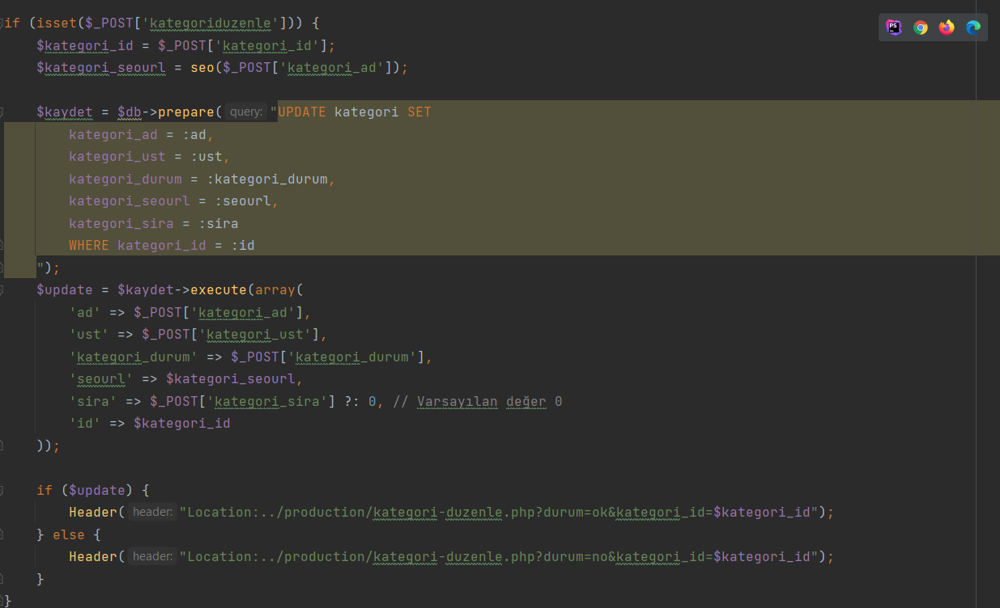 if (isset($_POST['kategoriduzenle'])) {
PS
$kategori_id = $_POST['kategori_id'];
$kategori_seourl = seo($_POST['kategori_ad']);
$kaydet = $db->prepare( query: "UPDATE kategori SET
kategori_ad = :ad,
kategori_ust = :ust,
kategori_durum = :kategori_durum,
kategori_seourl = :seourl,
kategori_sira = :sira
WHERE kategori_id = :id
");
$update = $kaydet->execute(array(
'ad' => $_POST['kategori_ad'],
'ust' => $_POST['kategori_ust'],
'kategori_durum' => $_POST['kategori_durum'],
'seourl' => $kategori_seourl,
'sira' => $_POST['kategori_sira'] ?: 0, // Varsayılan değer 0
'id' => $kategori_id
));
if ($update) {
Header( header: "Location:../production/kategori-duzenle.php?durum=ok&kategori_id=$kategori_id");
} else {
Header( header: "Location:../production/kategori-duzenle.php?durum=no&kategori_id=$kategori_id");
}
}